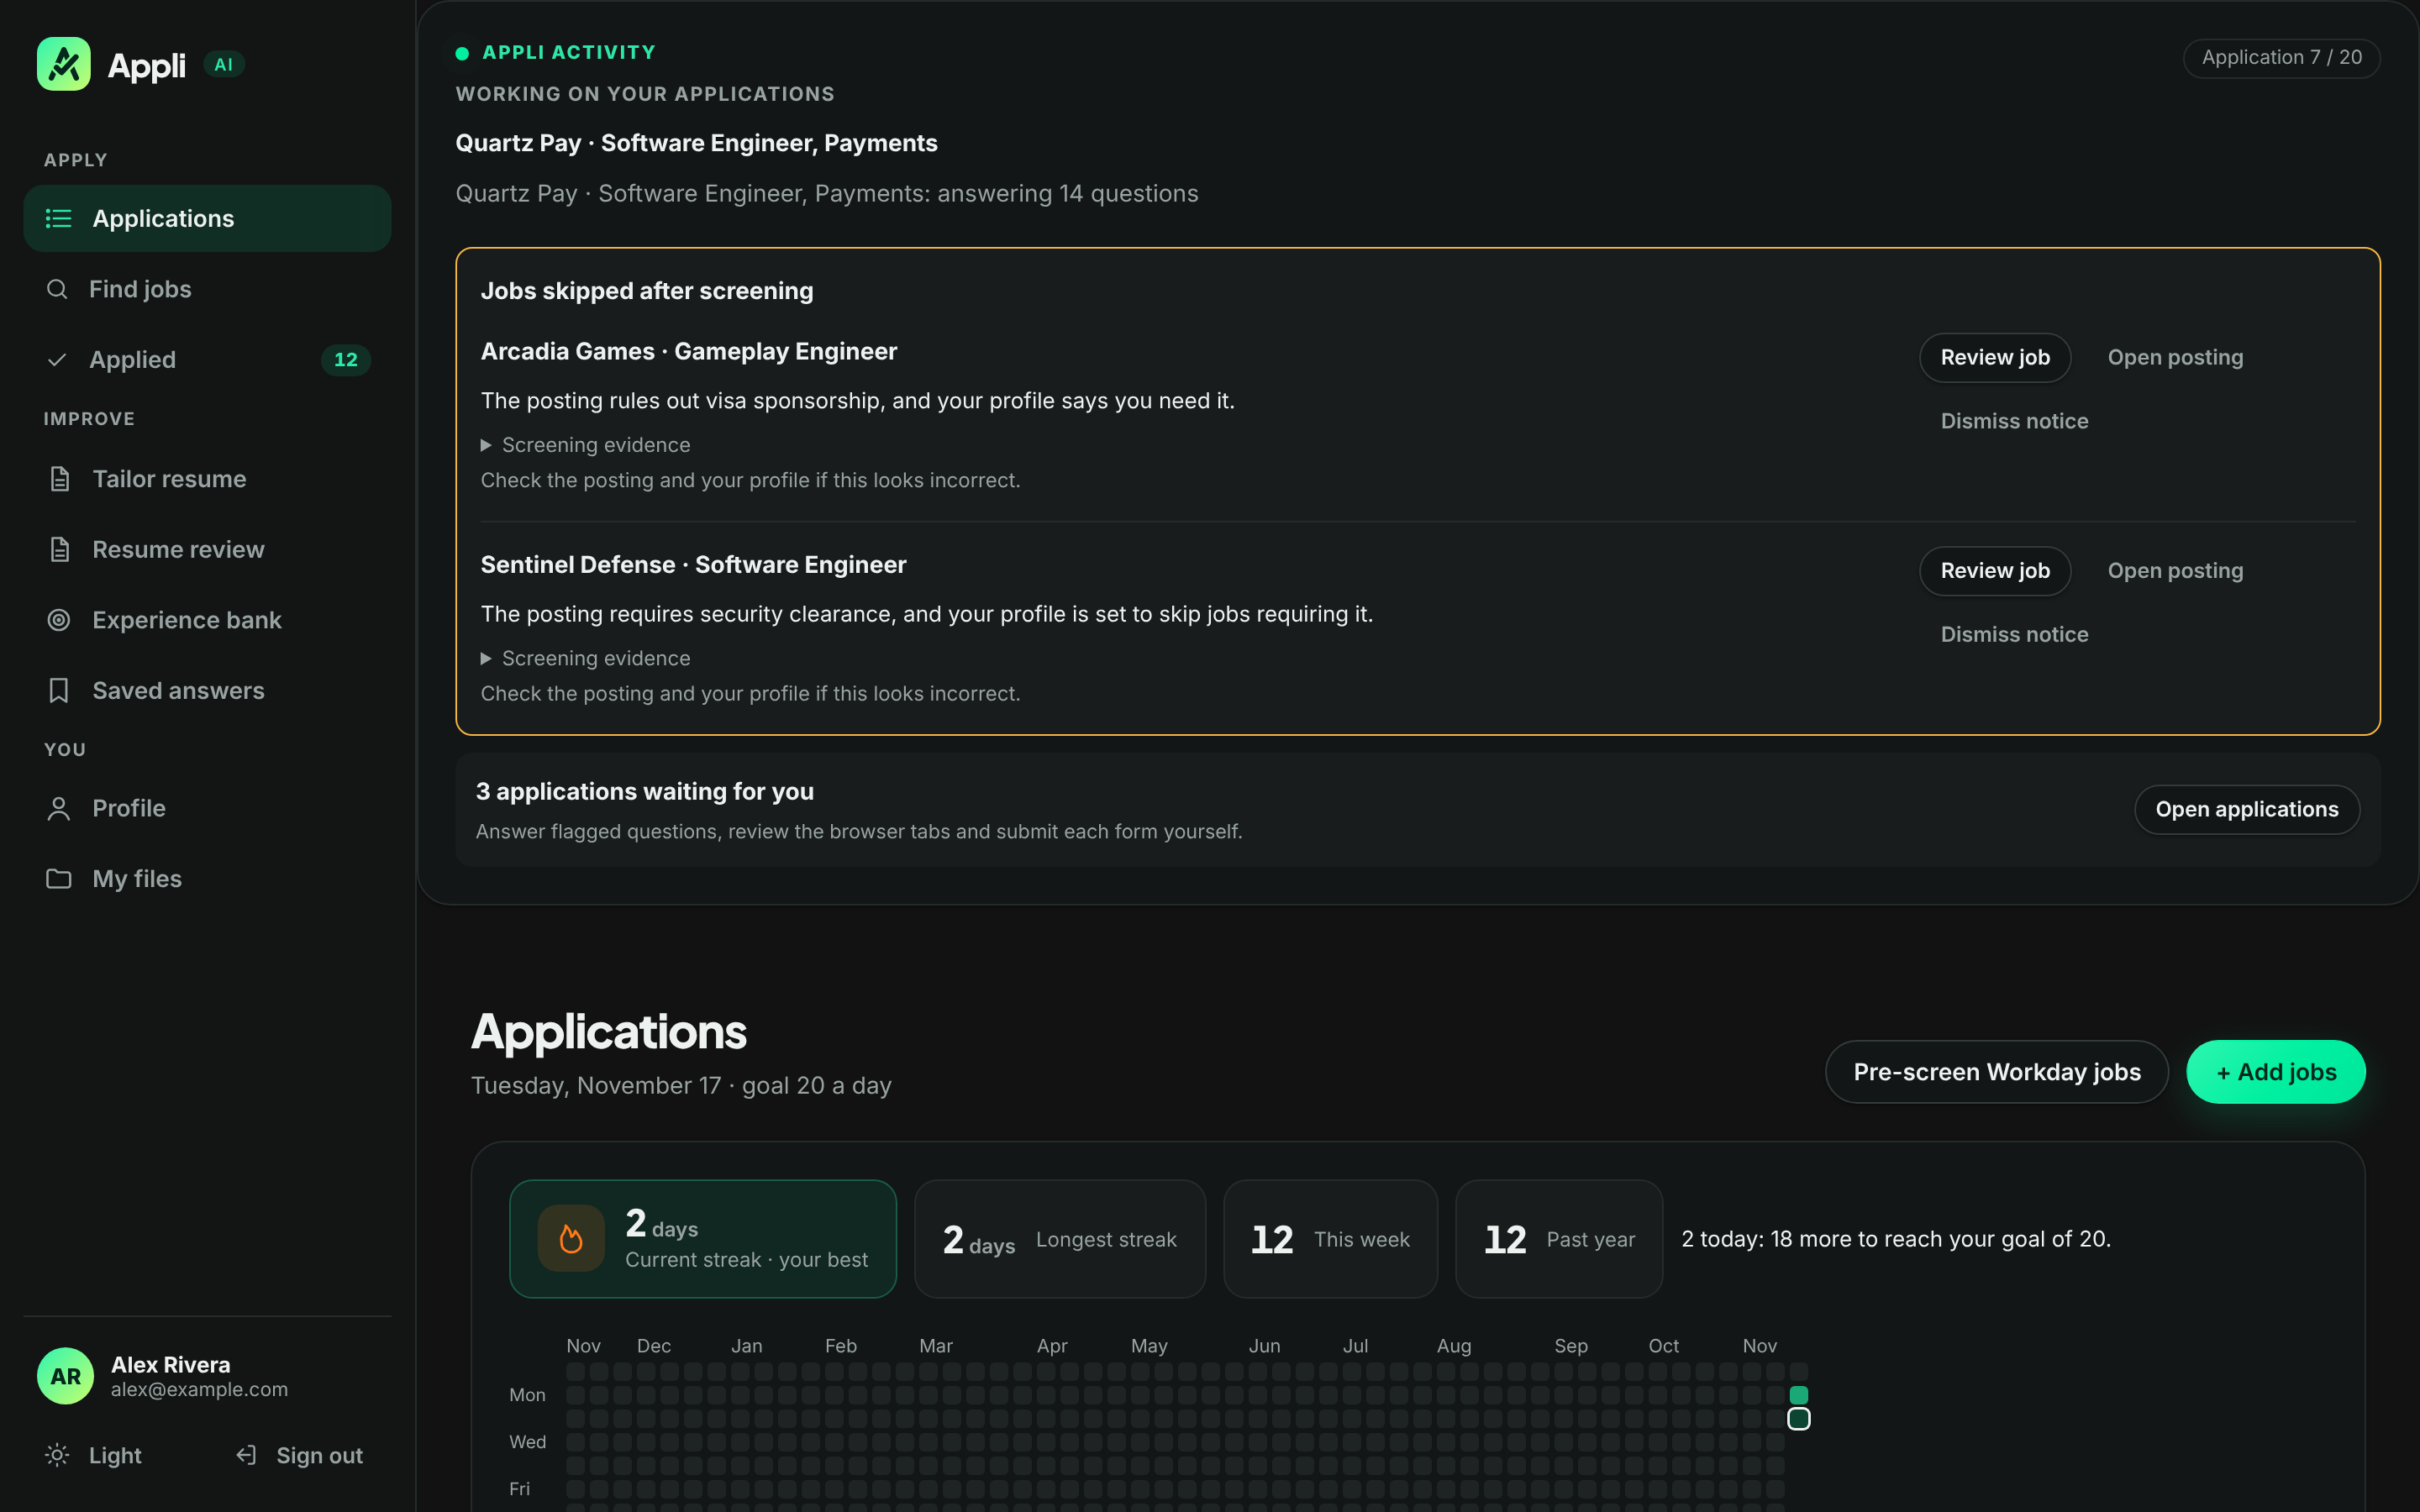 Appli AI
APPLY
Applications
Find jobs
Applied 12
IMPROVE
Tailor resume
Resume review
Experience bank
Saved answers
YOU
Profile
My files
AR
Alex Rivera
alex@example.com
Light
Sign out
APPLI ACTIVITY
Application 7 / 20
WORKING ON YOUR APPLICATIONS
Quartz Pay · Software Engineer, Payments
Quartz Pay · Software Engineer, Payments: answering 14 questions
Jobs skipped after screening
Arcadia Games · Gameplay Engineer
The posting rules out visa sponsorship, and your profile says you need it.
Screening evidence
Check the posting and your profile if this looks incorrect.
Review job
Open posting
Dismiss notice
Sentinel Defense · Software Engineer
The posting requires security clearance, and your profile is set to skip jobs requiring it.
Screening evidence
Check the posting and your profile if this looks incorrect.
Review job
Open posting
Dismiss notice
3 applications waiting for you
Answer flagged questions, review the browser tabs and submit each form yourself.
Open applications
Applications
Tuesday, November 17 · goal 20 a day
Pre-screen Workday jobs
+ Add jobs
2 days
Current streak · your best
2 days Longest streak
12 This week
12 Past year
2 today: 18 more to reach your goal of 20.
Nov Dec Jan Feb Mar Apr May Jun Jul Aug Sep Oct Nov
Mon
Wed
Fri